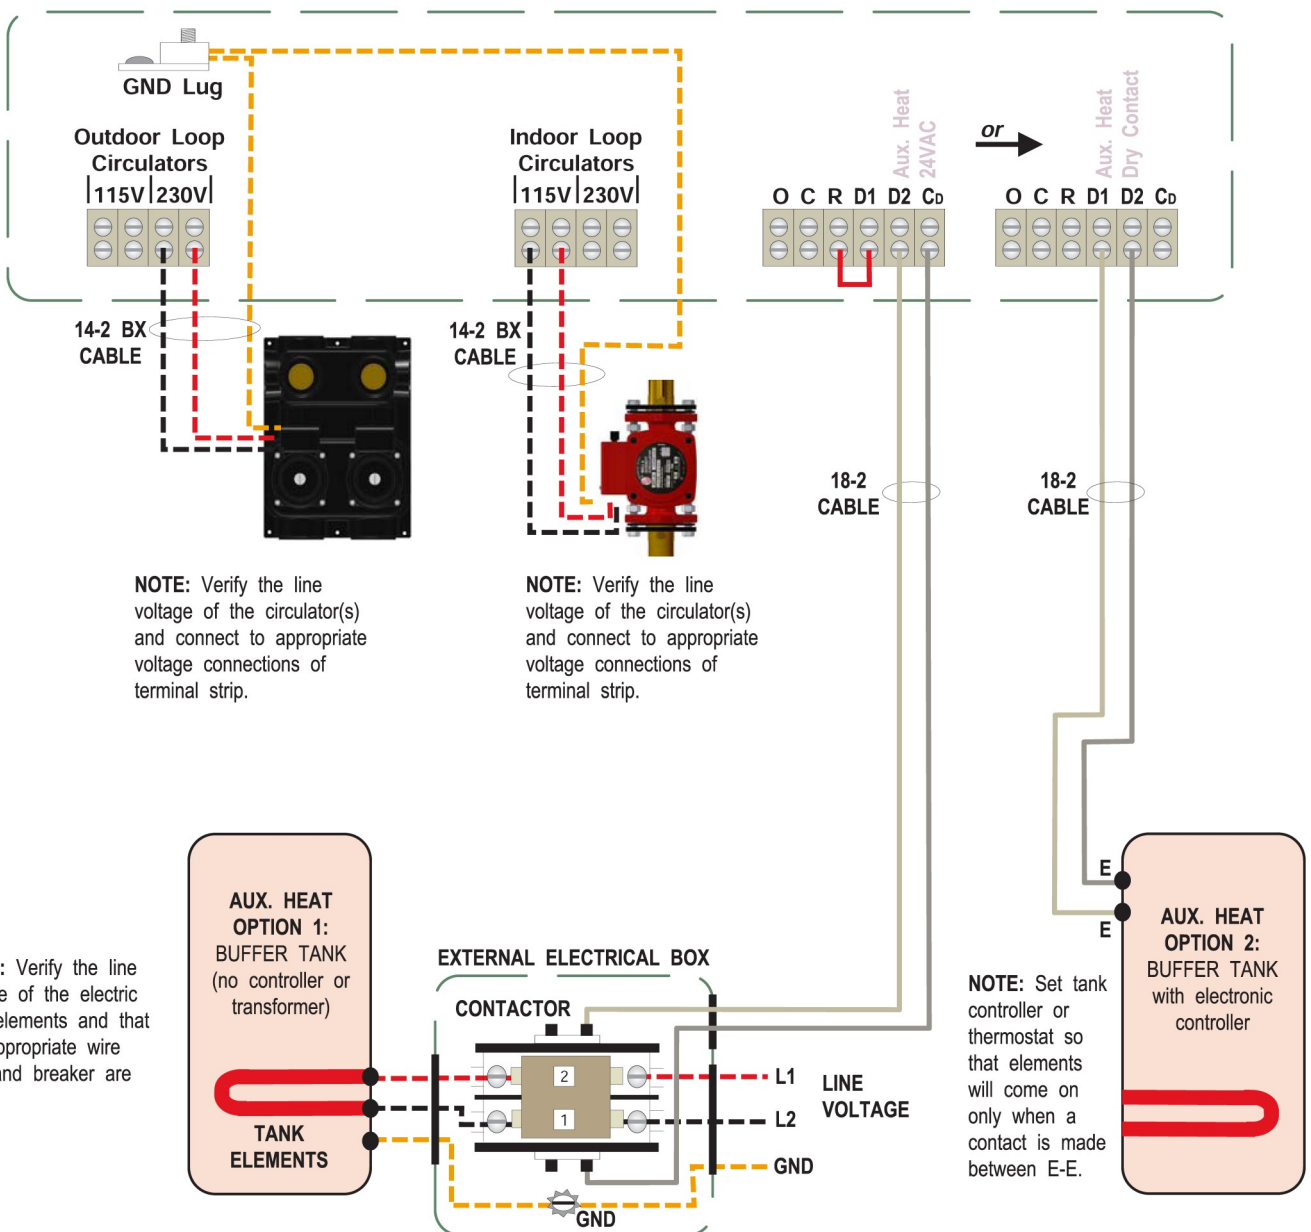 GND Lug
Outdoor Loop
Circulators
115V 230V
Indoor Loop
Circulators
115V 230V
Aux. Heat
24VAC
or
Aux. Heat
Dry Contact
O C R D1 D2 CD
O C R D1 D2 CD
14-2 BX
CABLE
14-2 BX
CABLE
18-2
CABLE
18-2
CABLE
NOTE: Verify the line
voltage of the circulator(s)
and connect to appropriate
voltage connections of
terminal strip.
NOTE: Verify the line
voltage of the circulator(s)
and connect to appropriate
voltage connections of
terminal strip.
: Verify the line
e of the electric
elements and that
ppropriate wire
and breaker are
AUX. HEAT
OPTION 1:
BUFFER TANK
(no controller or
transformer)
TANK
ELEMENTS
EXTERNAL ELECTRICAL BOX
CONTACTOR
2
1
L1
L2
LINE
VOLTAGE
GND
GND
E
E
NOTE: Set tank
controller or
thermostat so
that elements
will come on
only when a
contact is made
between E-E.
AUX. HEAT
OPTION 2:
BUFFER TANK
with electronic
controller